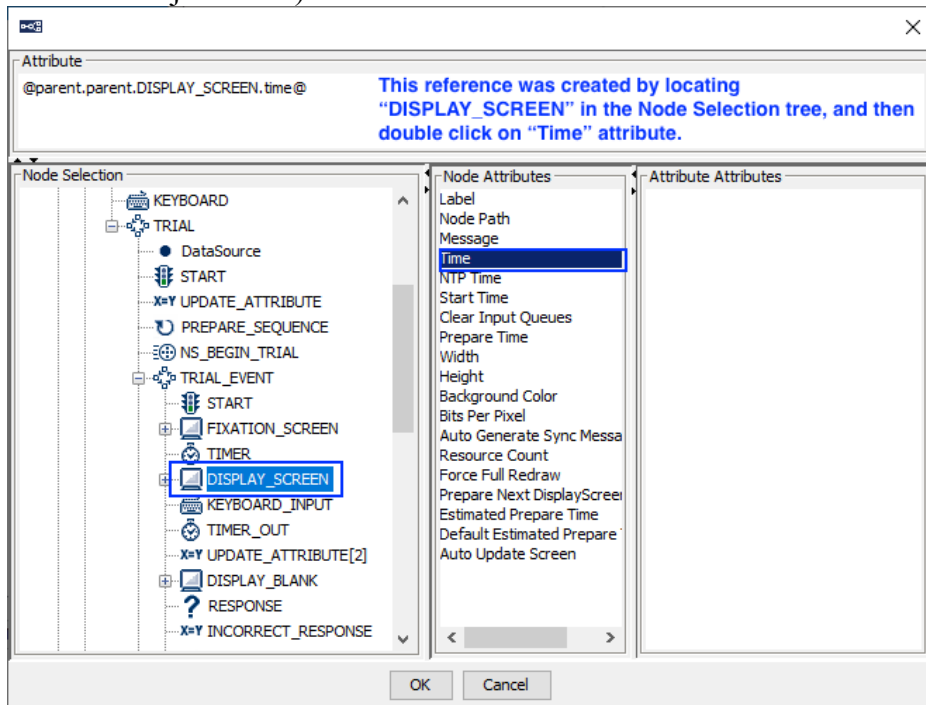 Attribute
@parent.parent.DISPLAY_SCREEN.time@
This reference was created by locating
“DISPLAY_SCREEN” in the Node Selection tree, and then
double click on “Time” attribute.
Node Selection
KEYBOARD
TRIAL
DataSource
START
X=Y UPDATE_ATTRIBUTE
PREPARE_SEQUENCE
NS_BEGIN_TRIAL
TRIAL_EVENT
START
FIXATION_SCREEN
TIMER
DISPLAY_SCREEN
KEYBOARD_INPUT
TIMER_OUT
X=Y UPDATE_ATTRIBUTE[2]
DISPLAY_BLANK
? RESPONSE
X=Y INCORRECT_RESPONSE
Node Attributes
Label
Node Path
Message
Time
NTP Time
Start Time
Clear Input Queues
Prepare Time
Width
Height
Background Color
Bits Per Pixel
Auto Generate Sync Messa
Resource Count
Force Full Redraw
Prepare Next DisplayScreen
Estimated Prepare Time
Default Estimated Prepare
Auto Update Screen
Attribute Attributes
OK
Cancel